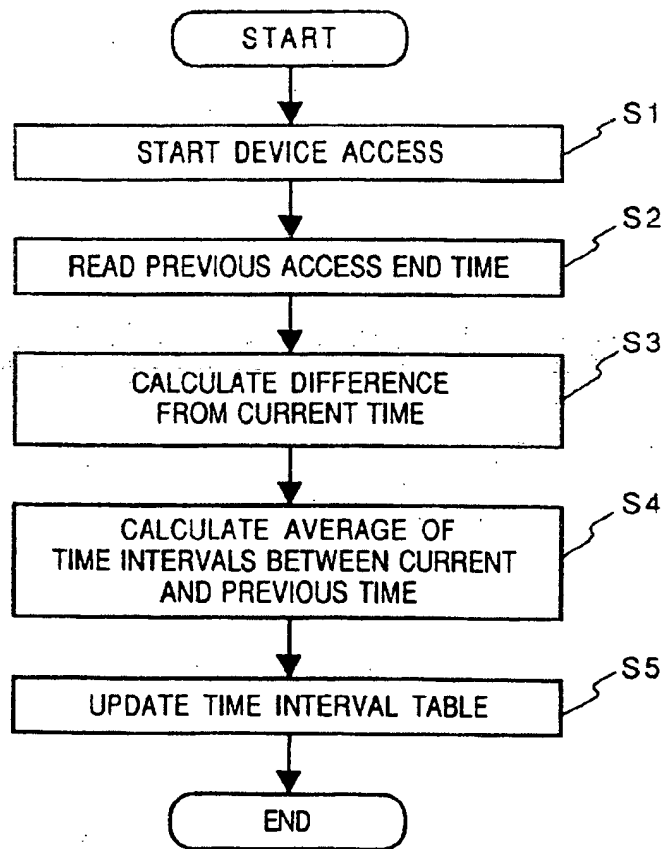 START
S1
START DEVICE ACCESS
S2
READ PREVIOUS ACCESS END TIME
S3
CALCULATE DIFFERENCE
FROM CURRENT TIME
S4
CALCULATE AVERAGE OF
TIME INTERVALS BETWEEN CURRENT
AND PREVIOUS TIME
S5
UPDATE TIME INTERVAL TABLE
END